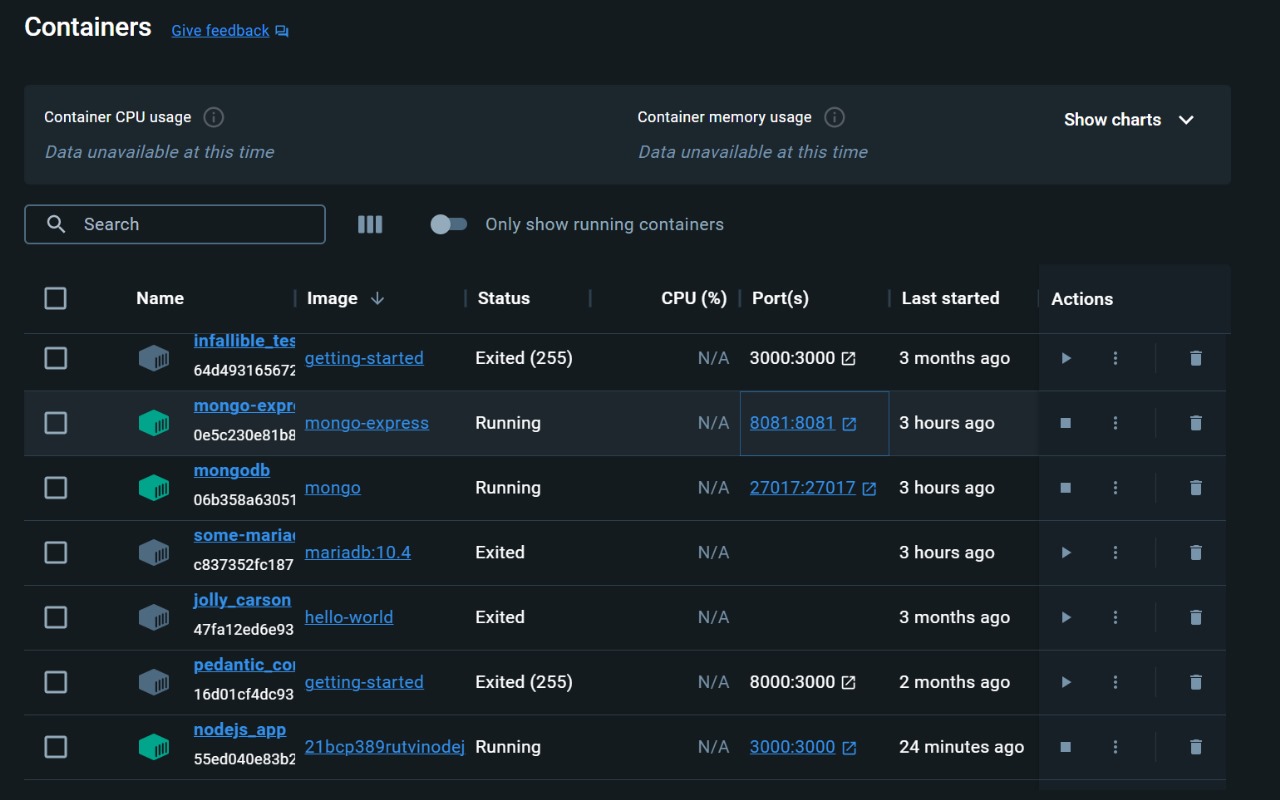 Containers Give feedback
Container CPU usage
Data unavailable at this time
Container memory usage
Data unavailable at this time
Show charts
Search
Only show running containers
Name Image Status CPU (%) Port(s) Last started Actions
infallible_tes
64d493165672
getting-started Exited (255) N/A 3000:3000 3 months ago
mongo-expr
0e5c230e81b8
mongo-express Running N/A 8081:8081 3 hours ago
mongodb
06b358a63051
mongo Running N/A 27017:27017 3 hours ago
some-maria
c837352fc187
mariadb:10.4 Exited N/A 3 hours ago
jolly_carson
47fa12ed6e93
hello-world Exited N/A 3 months ago
pedantic_co
16d01cf4dc93
getting-started Exited (255) N/A 8000:3000 2 months ago
nodejs_app
55ed040e83b2
21bcp389rutvinodej Running N/A 3000:3000 24 minutes ago